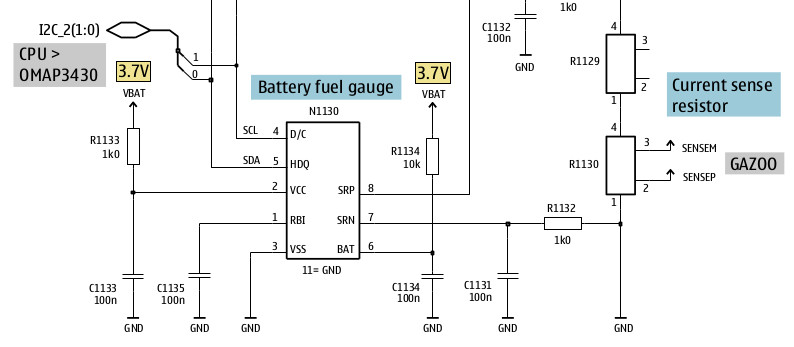 I2C_2(1:0)
CPU >
OMAP3430
1
0
3.7V
VBAT
R1133
1k0
SCL
SDA
Battery fuel gauge
N1130
4 D/C
5 HDQ
2 VCC
1 RBI
3 VSS
SRP 8
SRN 7
BAT 6
11= GND
3.7V
VBAT
R1134
10k
C1132
100n
GND
1k0
4
R1129
3
2
1
Current sense
resistor
4
R1130
3 SENSEM
2 SENSEP
1
GAZOO
R1132
1k0
C1133
100n
GND
C1135
100n
GND
GND
C1134
100n
GND
C1131
100n
GND
GND